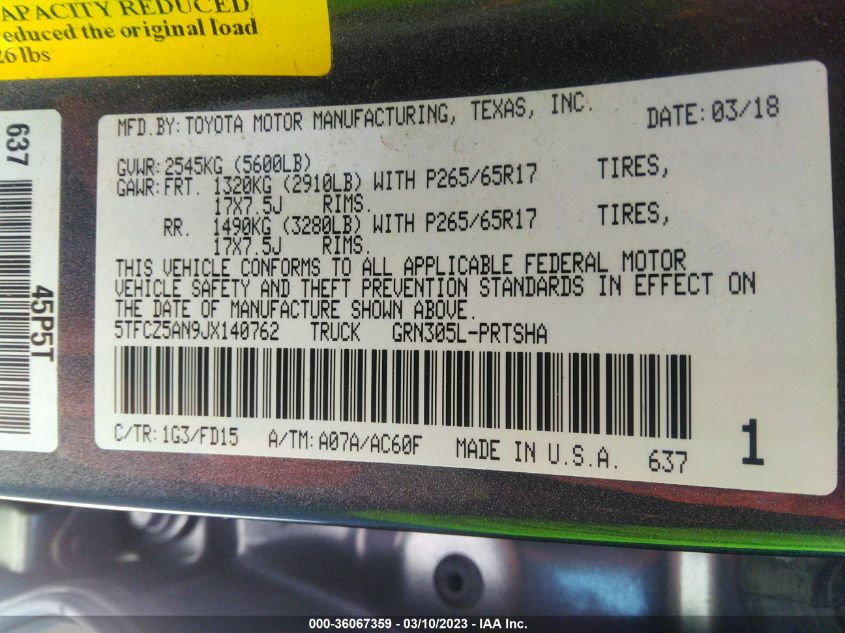 APACITY REDUCED
educed the original load
26 lbs
637
45P5T
MFD.BY: TOYOTA MOTOR MANUFACTURING, TEXAS, INC. DATE: 03/18
GVWR: 2545KG (5600LB)
GAWR: FRT. 1320KG (2910LB) WITH P265/65R17 TIRES,
17X7.5J RIMS.
RR. 1490KG (3280LB) WITH P265/65R17 TIRES,
17X7.5J RIMS.
THIS VEHICLE CONFORMS TO ALL APPLICABLE FEDERAL MOTOR
VEHICLE SAFETY AND THEFT PREVENTION STANDARDS IN EFFECT ON
THE DATE OF MANUFACTURE SHOWN ABOVE.
5TFCZ5AN9JX140762 TRUCK GRN305L-PRTSHA
C/TR: 1G3/FD15 A/TM: A07A/AC60F MADE IN U.S.A. 637
1
000-36067359 — 03/10/2023 — IAA Inc.